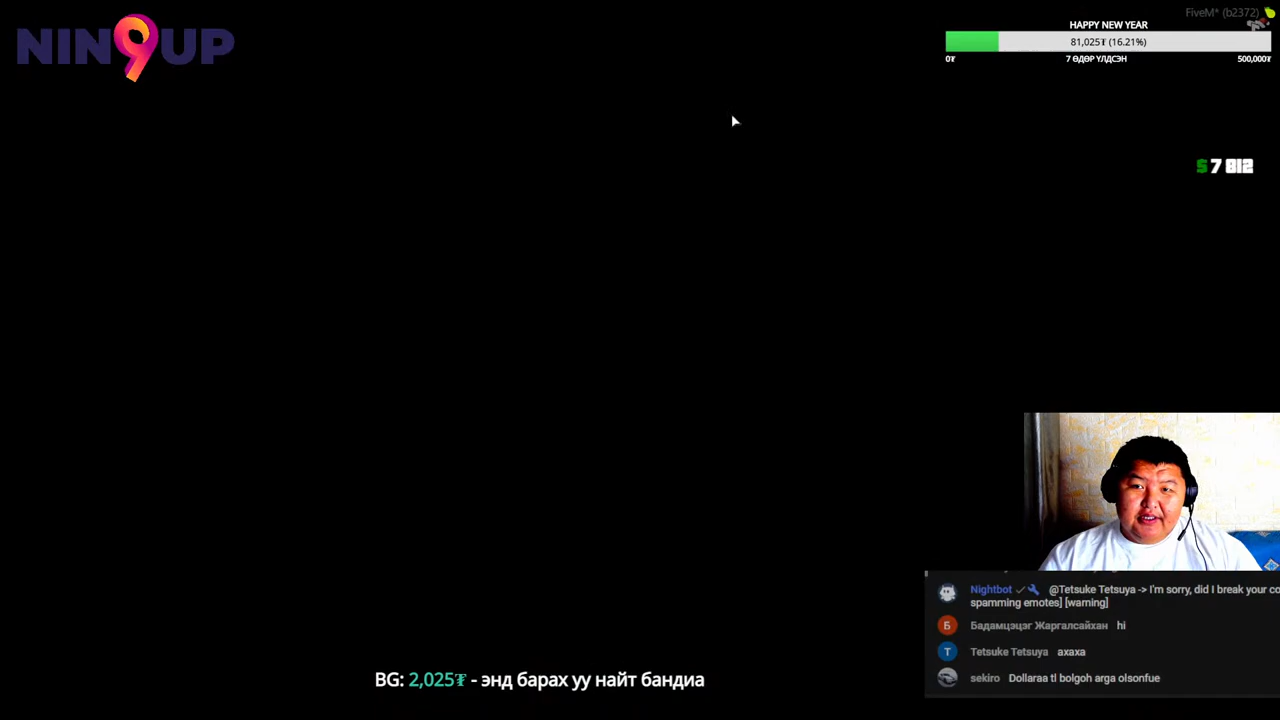 NIN9UP
FiveM* (b2372)
HAPPY NEW YEAR
81,025₮ (16.21%)
0₮ 7 ӨДӨР ҮЛДСЭН 500,000₮
$7 812
Nightbot @Tetsuke Tetsuya -> I'm sorry, did I break your co
spamming emotes] [warning]
Б Бадамцэцэг Жаргалсайхан hi
T Tetsuke Tetsuya axaxa
sekiro Dollaraa tl bolgoh arga olsonfue
BG: 2,025₮ - энд барах уу найт бандиа